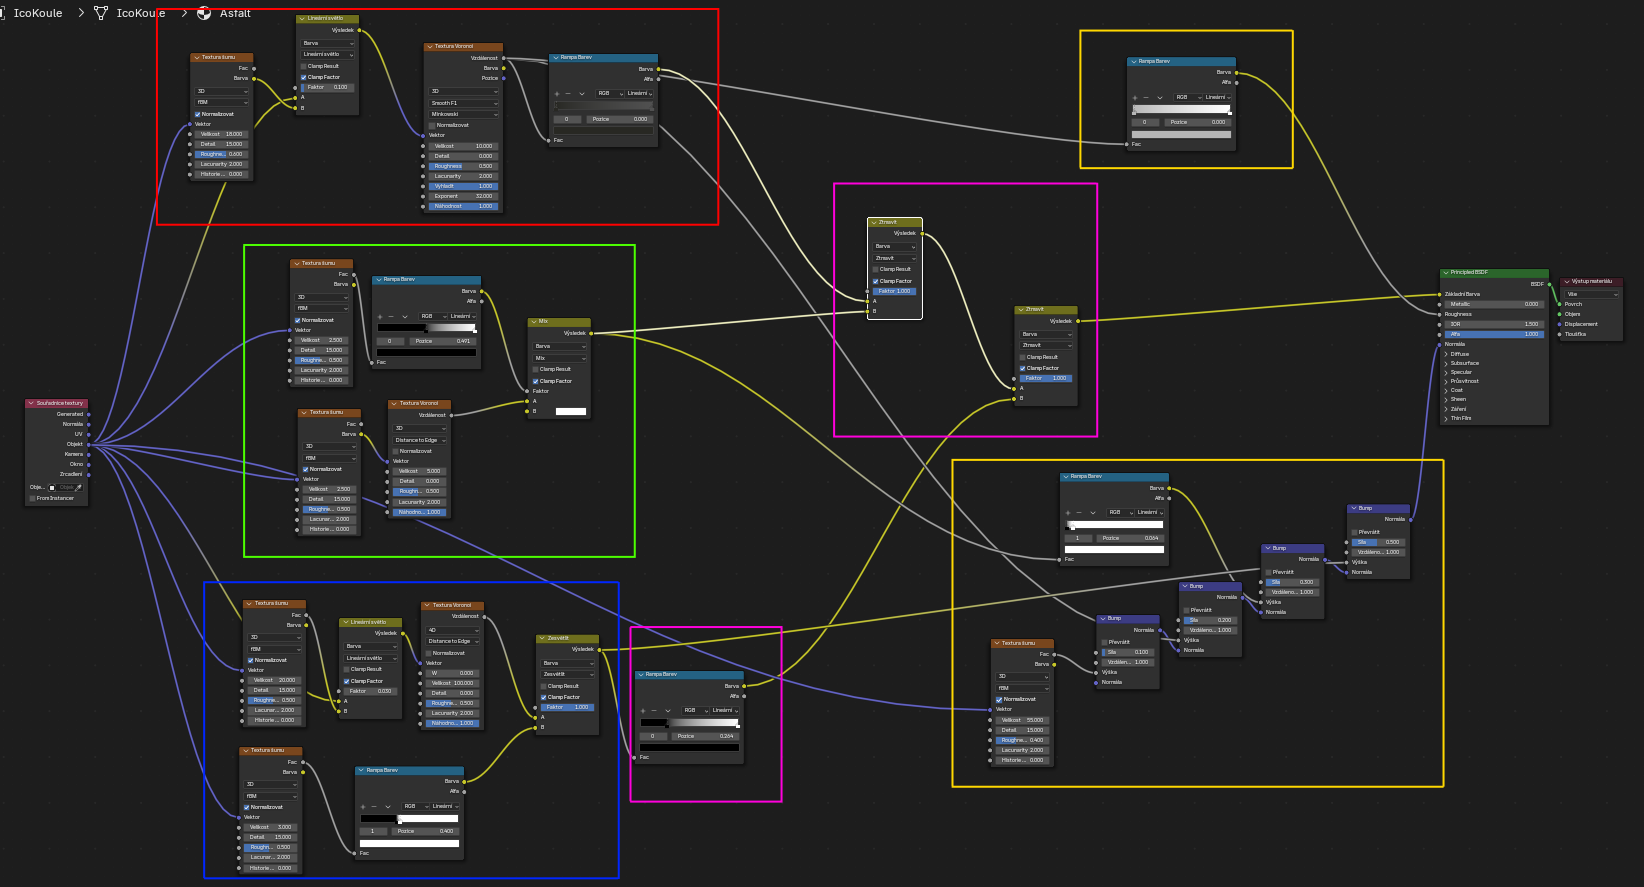 IcoKoule > IcoKoule > Asfalt
Lineární světlo
Výsledek
Barva
Lineární světlo
Clamp Result
Clamp Factor
Faktor 0.100
A
B
Textura šumu
Fac
Barva
3D
fBM
Normalizovat
Vektor
Velikost 18.000
Detail 15.000
Roughne... 0.600
Lacunarity 2.000
Historie ... 0.000
Textura Voronoi
Vzdálenost
Barva
Pozice
3D
Smooth F1
Minkowski
Normalizovat
Vektor
Velikost 10.000
Detail 0.000
Roughness 0.500
Lacunarity 2.000
Vyhladit 1.000
Exponent 32.000
Náhodnost 1.000
Rampa Barev
Barva
Alfa
RGB Lineární
0 Pozice 0.000
Fac
Rampa Barev
Barva
Alfa
RGB Lineární
0 Pozice 0.000
Fac
Textura šumu
Fac
Barva
3D
fBM
Normalizovat
Vektor
Velikost 2.500
Detail 15.000
Roughne... 0.500
Lacunarity 2.000
Historie ... 0.000
Rampa Barev
Barva
Alfa
RGB Lineární
0 Pozice 0.491
Fac
Mix
Výsledek
Barva
Mix
Clamp Result
Clamp Factor
Faktor
A
B
Textura šumu
Fac
Barva
3D
fBM
Normalizovat
Vektor
Velikost 2.500
Detail 15.000
Roughne... 0.500
Lacunar... 2.000
Historie ... 0.000
Textura Voronoi
Vzdálenost
3D
Distance to Edge
Normalizovat
Vektor
Velikost 5.000
Detail 0.000
Roughn... 0.500
Lacunarity 2.000
Náhodno... 1.000
Ztmavit
Výsledek
Barva
Ztmavit
Clamp Result
Clamp Factor
Faktor 1.000
A
B
Ztmavit
Výsledek
Barva
Ztmavit
Clamp Result
Clamp Factor
Faktor 1.000
A
B
Principled BSDF
BSDF
Základní Barva
Metallic 0.000
Roughness
IOR 1.500
Alfa 1.000
Normála
Diffuse
Subsurface
Specular
Průsvitnost
Coat
Sheen
Záření
Thin Film
Výstup materiálu
Vše
Povrch
Objem
Displacement
Tloušťka
Souřadnice textury
Generated
Normála
UV
Objekt
Kamera
Okno
Zrcadlení
Obje... Objek
From Instancer
Textura šumu
Fac
Barva
3D
fBM
Normalizovat
Vektor
Velikost 20.000
Detail 15.000
Roughne... 0.500
Lacunar... 2.000
Historie ... 0.000
Lineární světlo
Výsledek
Barva
Lineární světlo
Clamp Result
Clamp Factor
Faktor 0.030
A
B
Textura Voronoi
Vzdálenost
4D
Distance to Edge
Normalizovat
Vektor
W 0.000
Velikost 100.000
Detail 0.000
Roughne... 0.500
Lacunarity 2.000
Náhodno... 1.000
Zesvětlit
Výsledek
Barva
Zesvětlit
Clamp Result
Clamp Factor
Faktor 1.000
A
B
Textura šumu
Fac
Barva
3D
fBM
Normalizovat
Vektor
Velikost 3.000
Detail 15.000
Roughn... 0.500
Lacunar... 2.000
Historie ... 0.000
Rampa Barev
Barva
Alfa
RGB Lineární
1 Pozice 0.400
Fac
Rampa Barev
Barva
Alfa
RGB Lineární
0 Pozice 0.264
Fac
Rampa Barev
Barva
Alfa
RGB Lineární
1 Pozice 0.064
Fac
Textura šumu
Fac
Barva
3D
fBM
Normalizovat
Vektor
Velikost 55.000
Detail 15.000
Roughne... 0.400
Lacunarity 2.000
Historie ... 0.000
Bump
Normála
Převrátit
Síla 0.100
Vzdálen... 1.000
Výška
Normála
Bump
Normála
Převrátit
Síla 0.200
Vzdáleno... 1.000
Výška
Normála
Bump
Normála
Převrátit
Síla 0.300
Vzdáleno... 1.000
Výška
Normála
Bump
Normála
Převrátit
Síla 0.500
Vzdáleno... 1.000
Výška
Normála